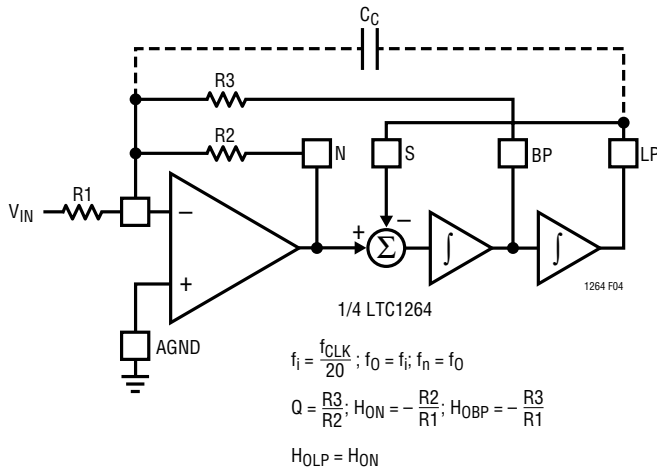 C_C
R3
R2
N
S
BP
LP
R1
V_IN
−
+
−
+
Σ
∫
∫
1264 F04
1/4 LTC1264
AGND
f_i = f_CLK/20 ; f_O = f_i; f_n = f_O
Q = R3/R2; H_ON = − R2/R1; H_OBP = − R3/R1
H_OLP = H_ON